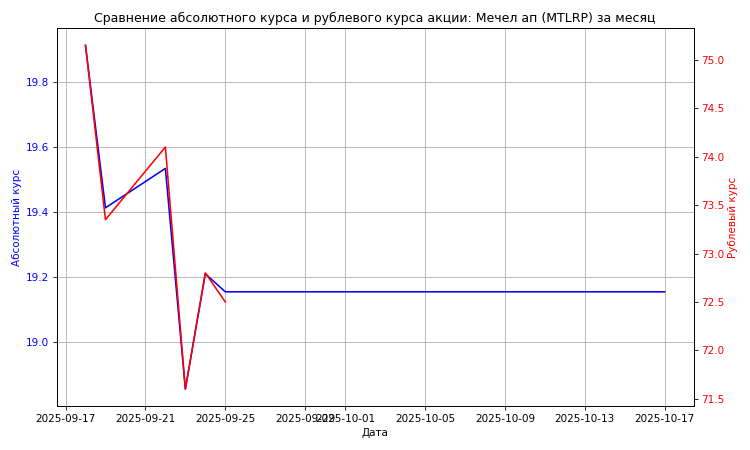 Сравнение абсолютного курса и рублевого курса акции: Мечел ап (MTLRP) за месяц
19.8
19.6
19.4
19.2
19.0
Абсолютный курс
75.0
74.5
74.0
73.5
73.0
72.5
72.0
71.5
Рублевый курс
2025-09-17 2025-09-21 2025-09-25 2025-09-29 2025-10-01 2025-10-05 2025-10-09 2025-10-13 2025-10-17
Дата